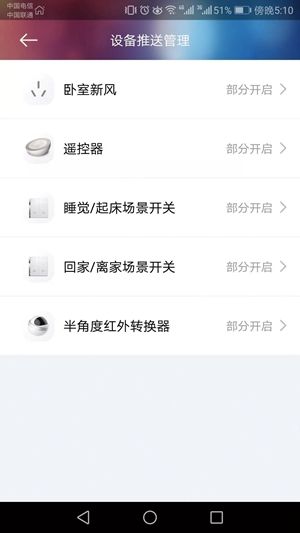 中国电信
中国联通
51% 傍晚5:10
设备推送管理
卧室新风 部分开启
遥控器 部分开启
睡觉/起床场景开关 部分开启
回家/离家场景开关 部分开启
半角度红外转换器 部分开启